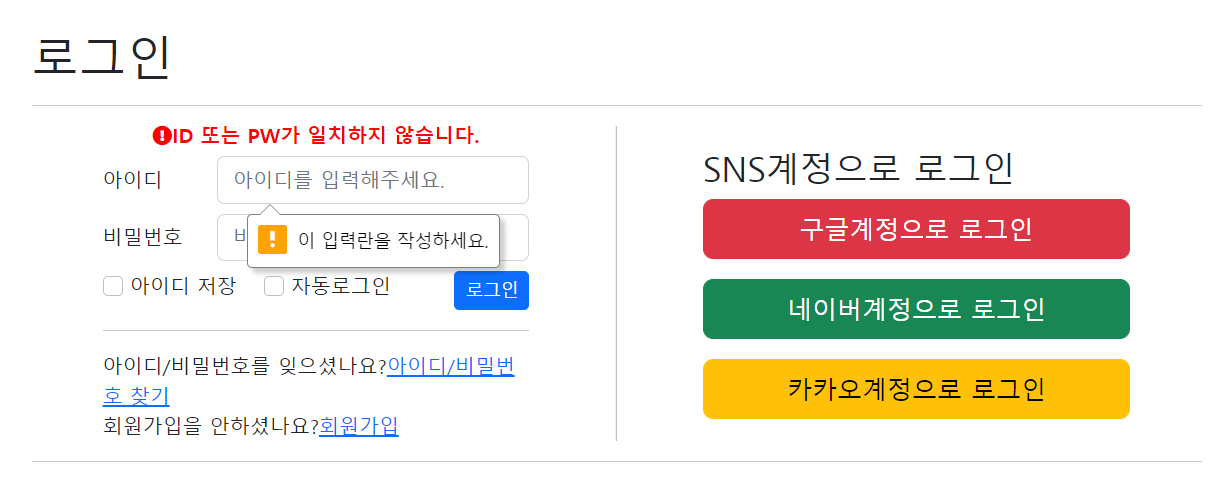 로그인
ID 또는 PW가 일치하지 않습니다.
아이디
아이디를 입력해주세요.
비밀번호
이 입력란을 작성하세요.
아이디 저장
자동로그인
로그인
아이디/비밀번호를 잊으셨나요?아이디/비밀번
호 찾기
회원가입을 안하셨나요?회원가입
SNS계정으로 로그인
구글계정으로 로그인
네이버계정으로 로그인
카카오계정으로 로그인